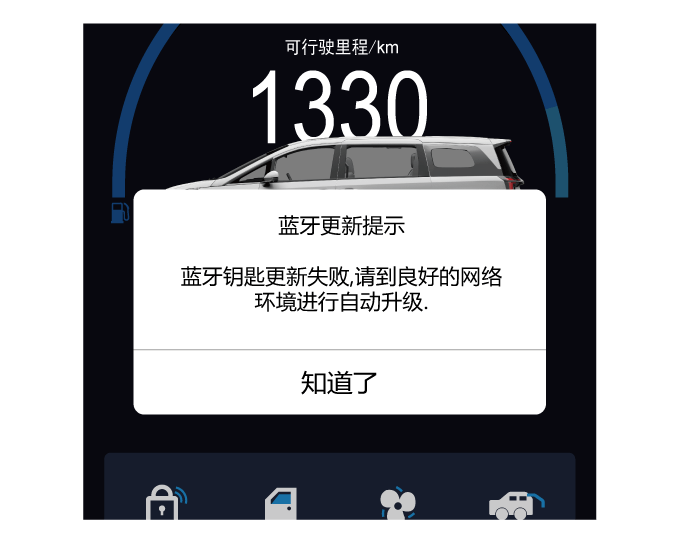 可行驶里程/km
1330
蓝牙更新提示
蓝牙钥匙更新失败,请到良好的网络
环境进行自动升级.
知道了